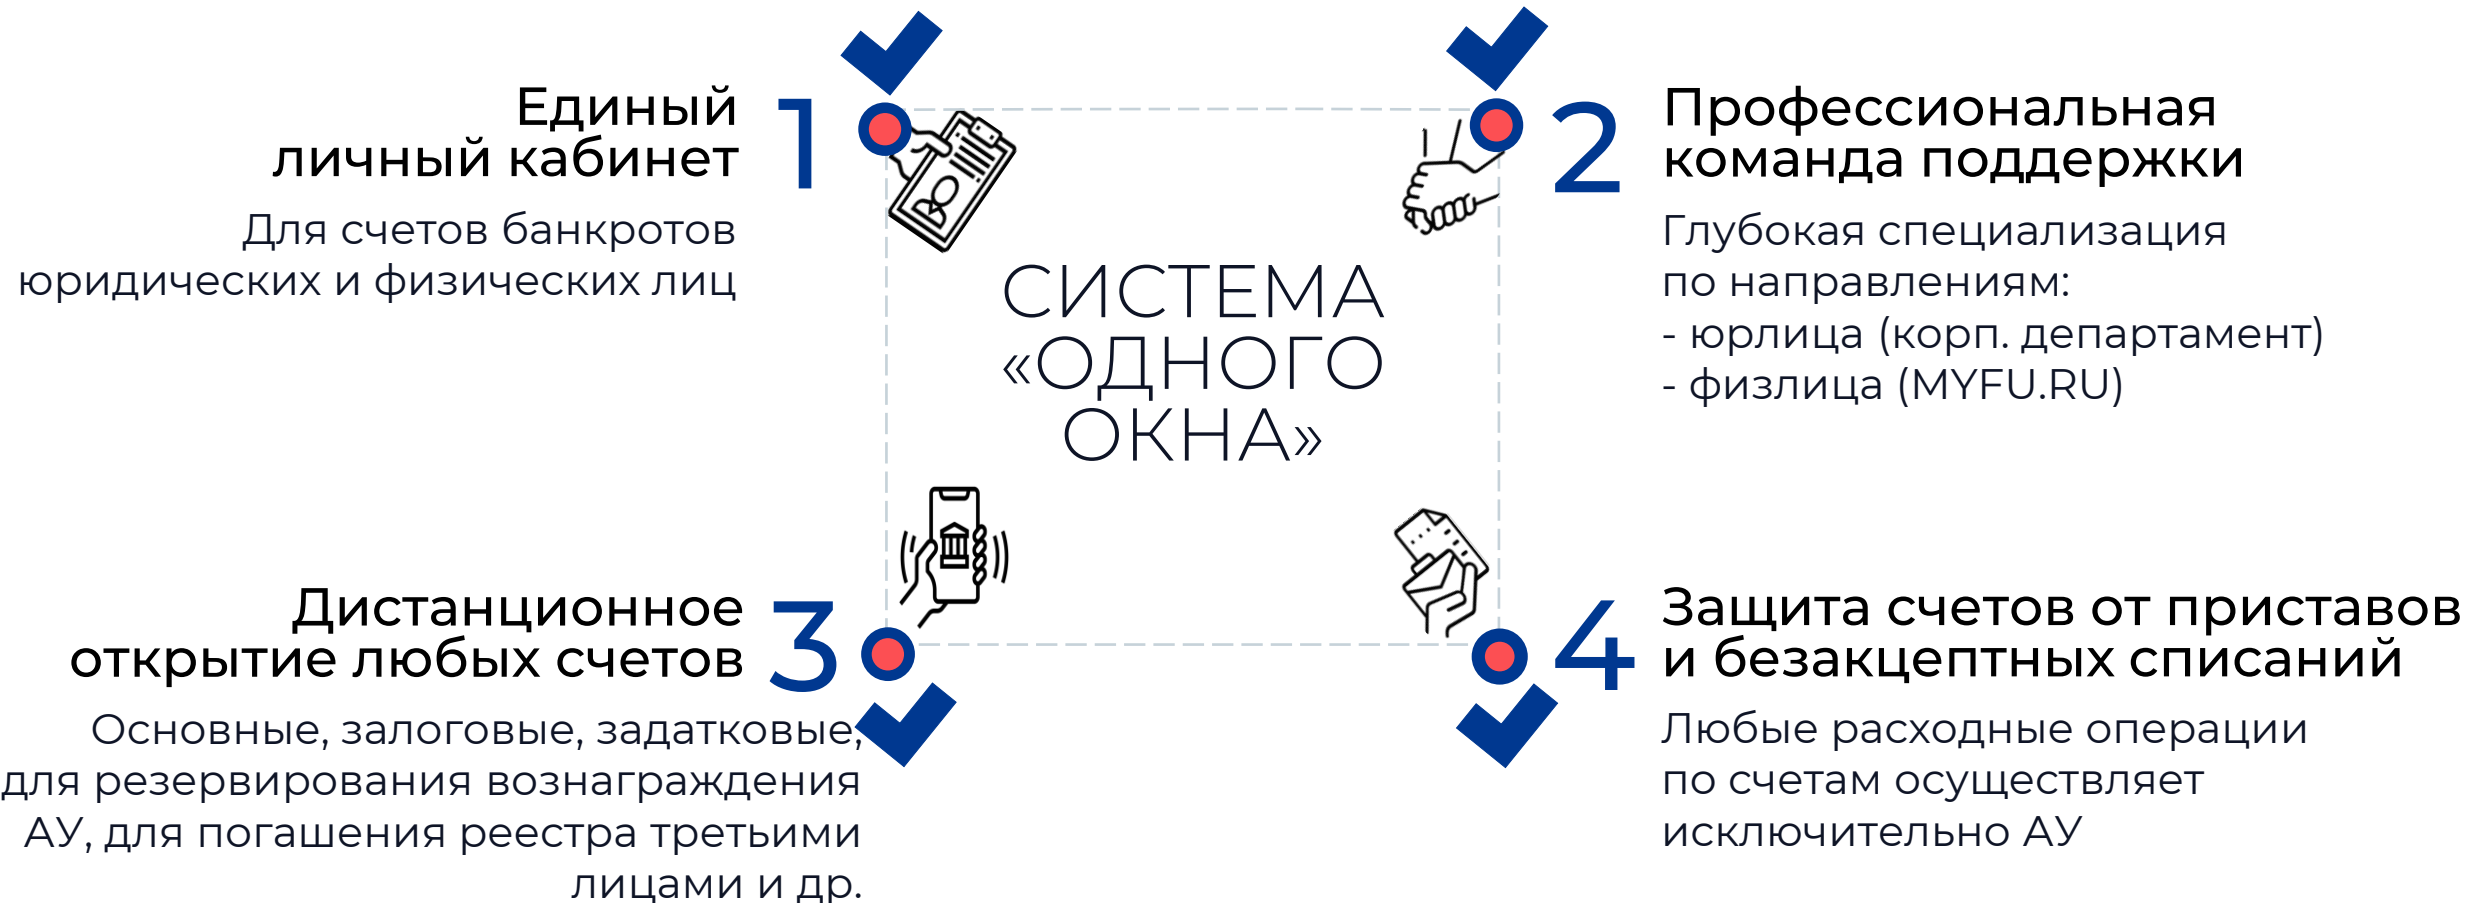 1
Единый
личный кабинет
Для счетов банкротов
юридических и физических лиц
2
Профессиональная
команда поддержки
Глубокая специализация
по направлениям:
- юрлица (корп. департамент)
- физлица (MYFU.RU)
СИСТЕМА
«ОДНОГО
ОКНА»
3
Дистанционное
открытие любых счетов
Основные, залоговые, задатковые,
для резервирования вознаграждения
АУ, для погашения реестра третьими
лицами и др.
4
Защита счетов от приставов
и безакцептных списаний
Любые расходные операции
по счетам осуществляет
исключительно АУ